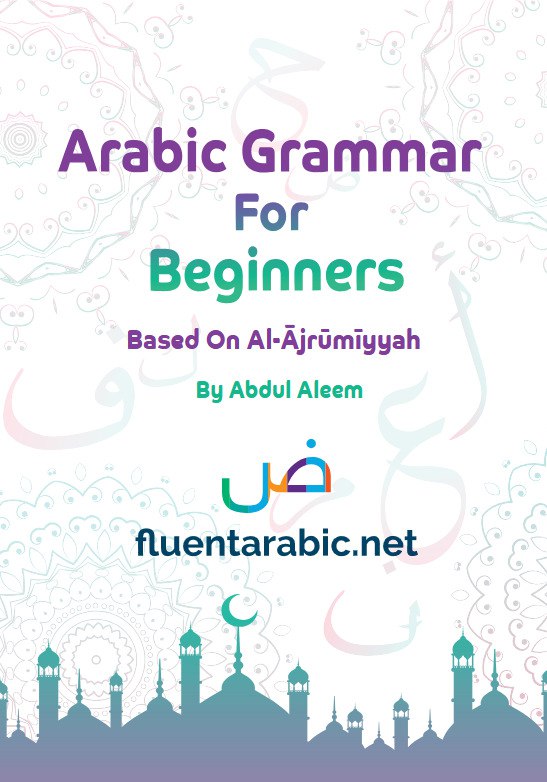 Arabic Grammar
For
Beginners
Based On Al-Ājrūmīyyah
By Abdul Aleem
ض
fluentarabic.net